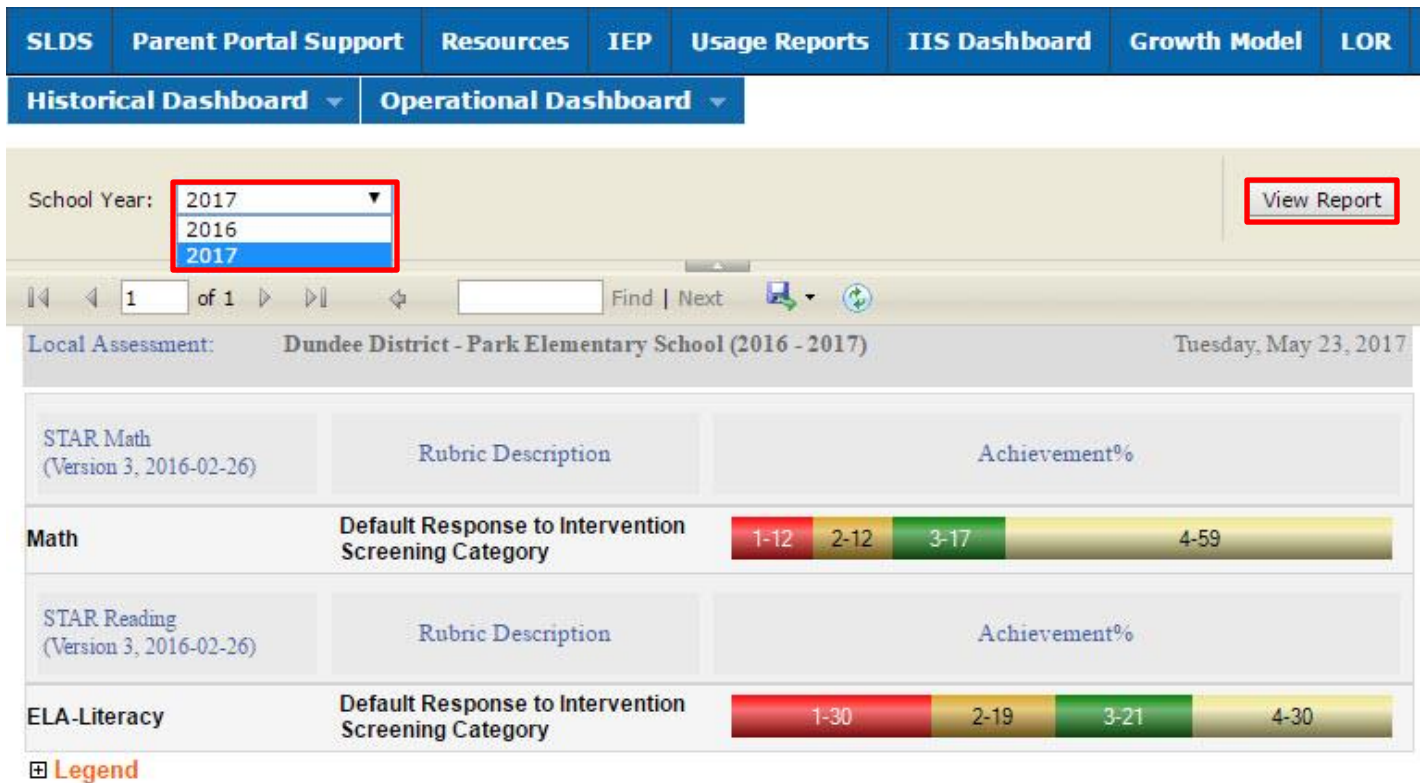 SLDS Parent Portal Support Resources IEP Usage Reports IIS Dashboard Growth Model LOR
Historical Dashboard Operational Dashboard
School Year: 2017 View Report
2016
2017
1 of 1 Find | Next
Local Assessment: Dundee District - Park Elementary School (2016 - 2017) Tuesday, May 23, 2017
STAR Math
(Version 3, 2016-02-26) Rubric Description Achievement%
Math Default Response to Intervention
Screening Category 1-12 2-12 3-17 4-59
STAR Reading
(Version 3, 2016-02-26) Rubric Description Achievement%
ELA-Literacy Default Response to Intervention
Screening Category 1-30 2-19 3-21 4-30
Legend